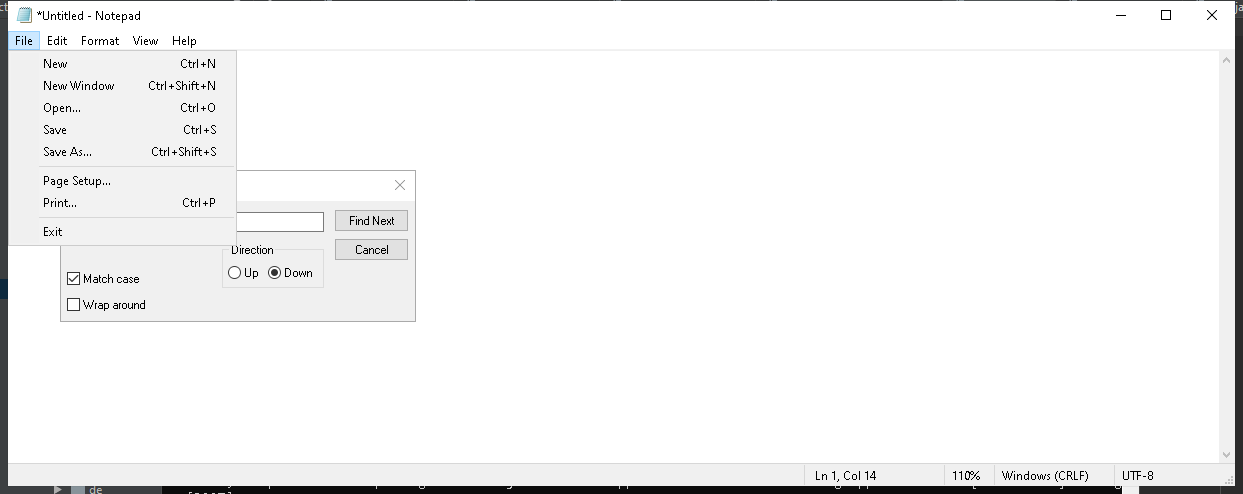 *Untitled - Notepad
File Edit Format View Help
New Ctrl+N
New Window Ctrl+Shift+N
Open... Ctrl+O
Save Ctrl+S
Save As... Ctrl+Shift+S
Page Setup...
Print... Ctrl+P
Exit
Find Next
Cancel
Direction
Up Down
Match case
Wrap around
Ln 1, Col 14 110% Windows (CRLF) UTF-8
de